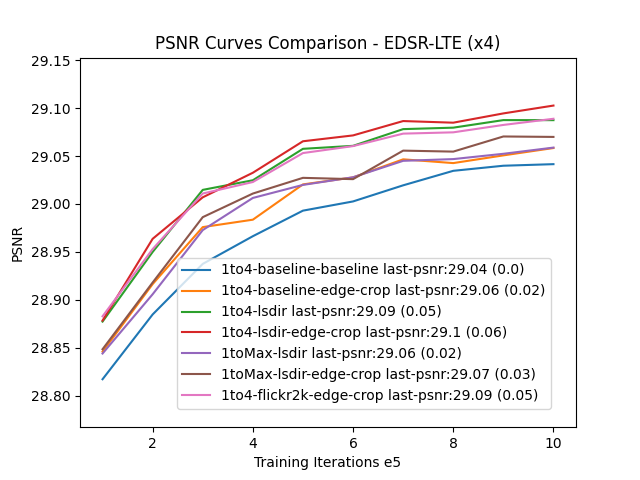 PSNR Curves Comparison - EDSR-LTE (x4)
29.15
29.10
29.05
29.00
28.95
28.90
28.85
28.80
PSNR
1to4-baseline-baseline last-psnr:29.04 (0.0)
1to4-baseline-edge-crop last-psnr:29.06 (0.02)
1to4-lsdir last-psnr:29.09 (0.05)
1to4-lsdir-edge-crop last-psnr:29.1 (0.06)
1toMax-lsdir last-psnr:29.06 (0.02)
1toMax-lsdir-edge-crop last-psnr:29.07 (0.03)
1to4-flickr2k-edge-crop last-psnr:29.09 (0.05)
2 4 6 8 10
Training Iterations e5